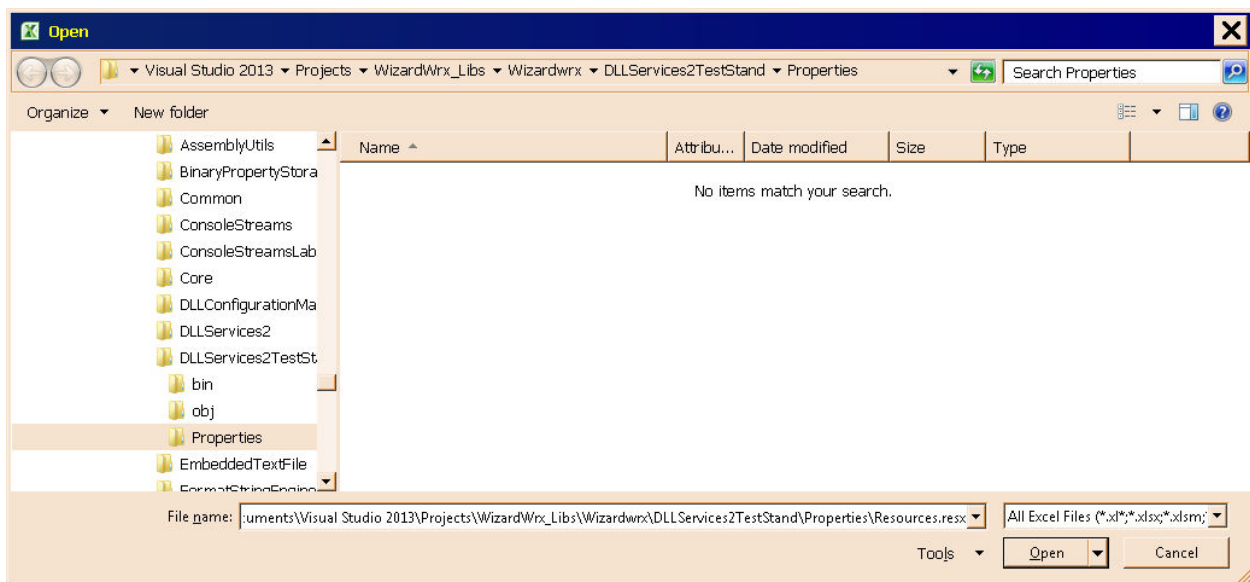 Open
Visual Studio 2013 Projects WizardWrx_Libs Wizardwrx DLLServices2TestStand Properties Search Properties
Organize New folder
AssemblyUtils
Name Attribu... Date modified Size Type
BinaryPropertyStora
No items match your search.
Common
ConsoleStreams
ConsoleStreamsLab
Core
DLLConfigurationMa
DLLServices2
DLLServices2TestSt
bin
obj
Properties
EmbeddedTextFile
FormatStringEngine
File name: :uments\Visual Studio 2013\Projects\WizardWrx_Libs\Wizardwrx\DLLServices2TestStand\Properties\Resources.resx All Excel Files (*.xl*;*.xlsx;*.xlsm;
Tools Open Cancel